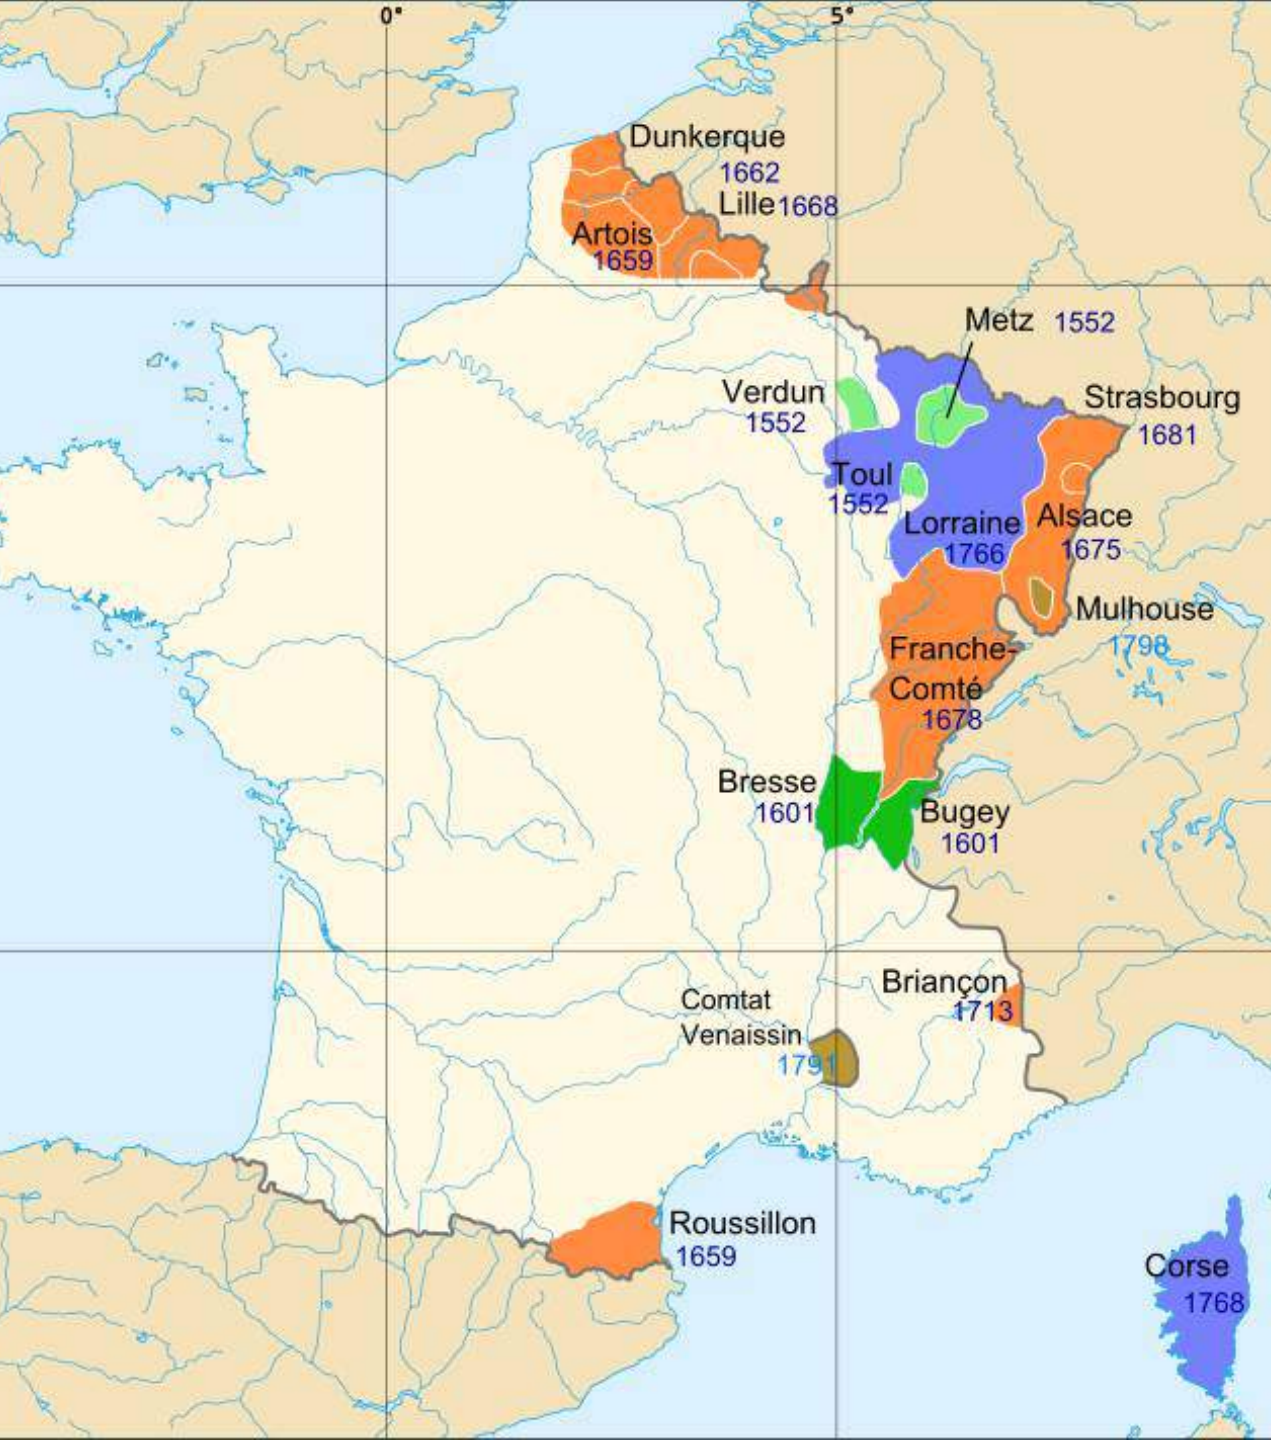 0°
5°
Dunkerque
1662
Lille 1668
Artois
1659
Metz 1552
Verdun
1552
Strasbourg
1681
Toul
1552
Lorraine
1766
Alsace
1675
Mulhouse
1798
Franche-
Comté
1678
Bresse
1601
Bugey
1601
Briançon
1713
Comtat
Venaissin
1791
Roussillon
1659
Corse
1768